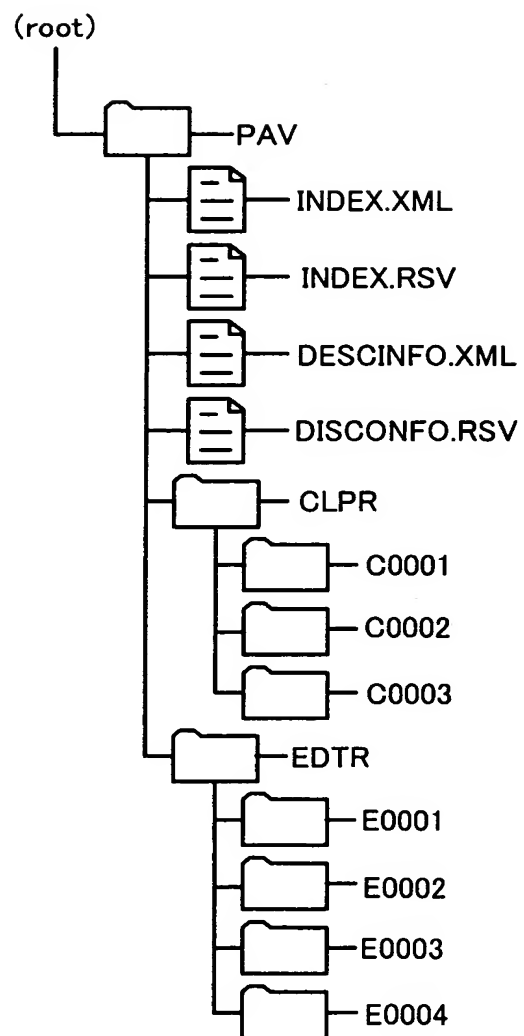 (root)
PAV
INDEX.XML
INDEX.RSV
DESCINFO.XML
DISCONFO.RSV
CLPR
C0001
C0002
C0003
EDTR
E0001
E0002
E0003
E0004